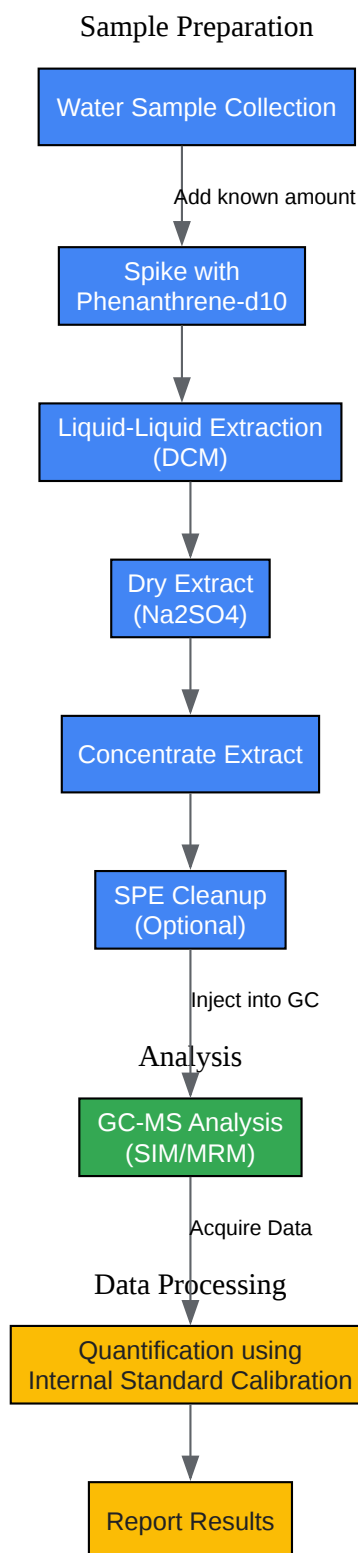 Sample Preparation
Water Sample Collection
Add known amount
Spike with
Phenanthrene-d10
Liquid-Liquid Extraction
(DCM)
Dry Extract
(Na2SO4)
Concentrate Extract
SPE Cleanup
(Optional)
Inject into GC
Analysis
GC-MS Analysis
(SIM/MRM)
Acquire Data
Data Processing
Quantification using
Internal Standard Calibration
Report Results